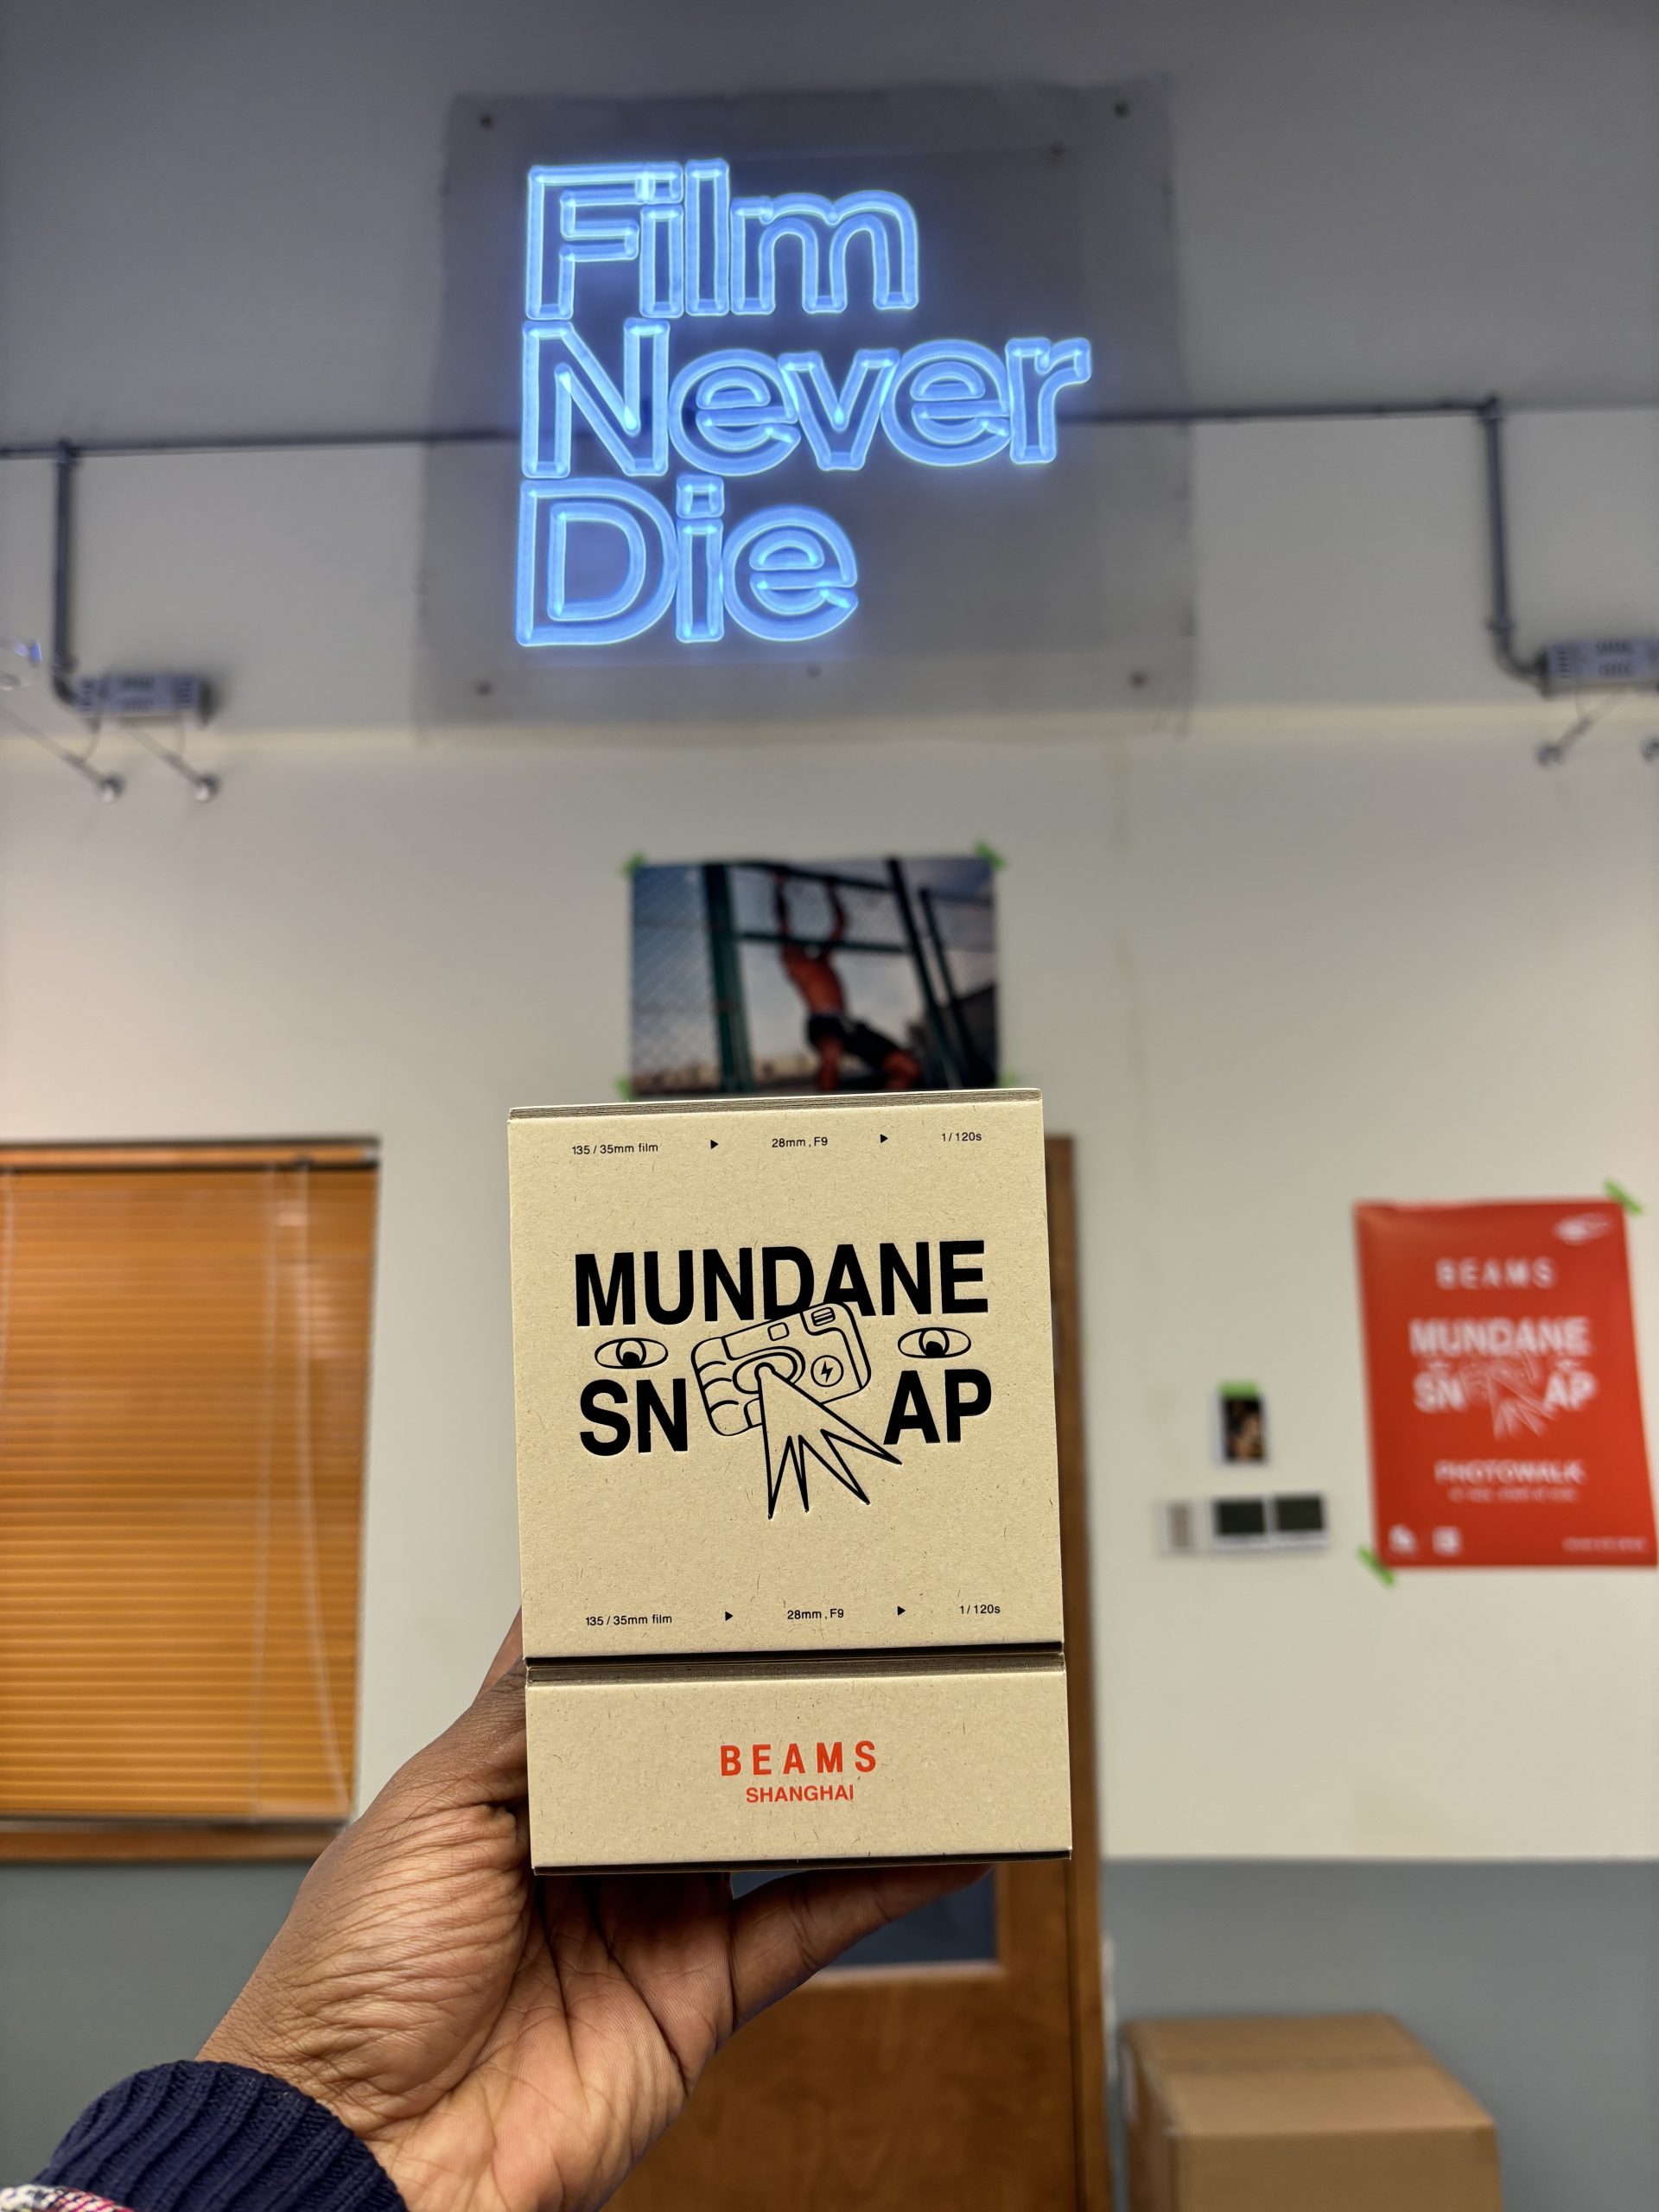 Film
Never
Die
135 / 35mm film ▶ 28mm , F9 ▶ 1/120s
MUNDANE
SN AP
135 / 35mm film ▶ 28mm , F9 ▶ 1/120s
BEAMS
SHANGHAI
BEAMS
MUNDANE
SN AP
PHOTOWALK